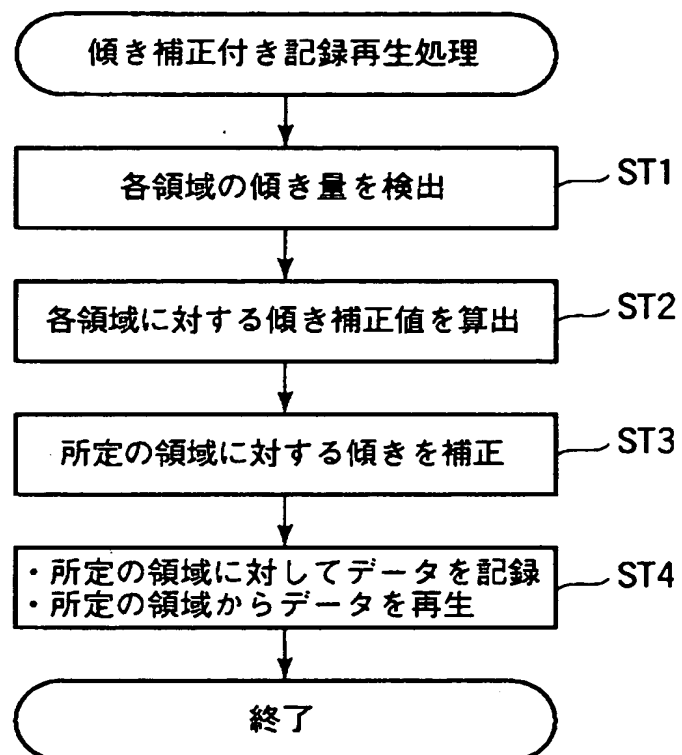 傾き補正付き記録再生処理
各領域の傾き量を検出
ST1
各領域に対する傾き補正値を算出
ST2
所定の領域に対する傾きを補正
ST3
・所定の領域に対してデータを記録
・所定の領域からデータを再生
ST4
終了